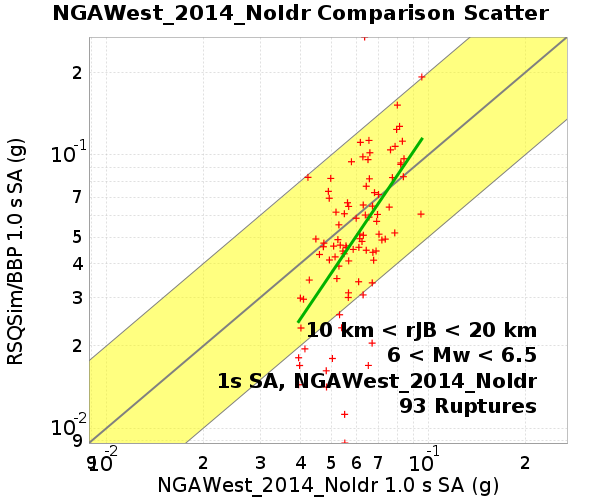 NGAWest_2014_NoIdr Comparison Scatter
RSQSim/BBP 1.0 s SA (g)
2
10-1
7
5
4
3
2
10-2
9
10 km < rJB < 20 km
6 < Mw < 6.5
1s SA, NGAWest_2014_NoIdr
93 Ruptures
9 10-2 2 3 4 5 6 7 10-1 2
NGAWest_2014_NoIdr 1.0 s SA (g)